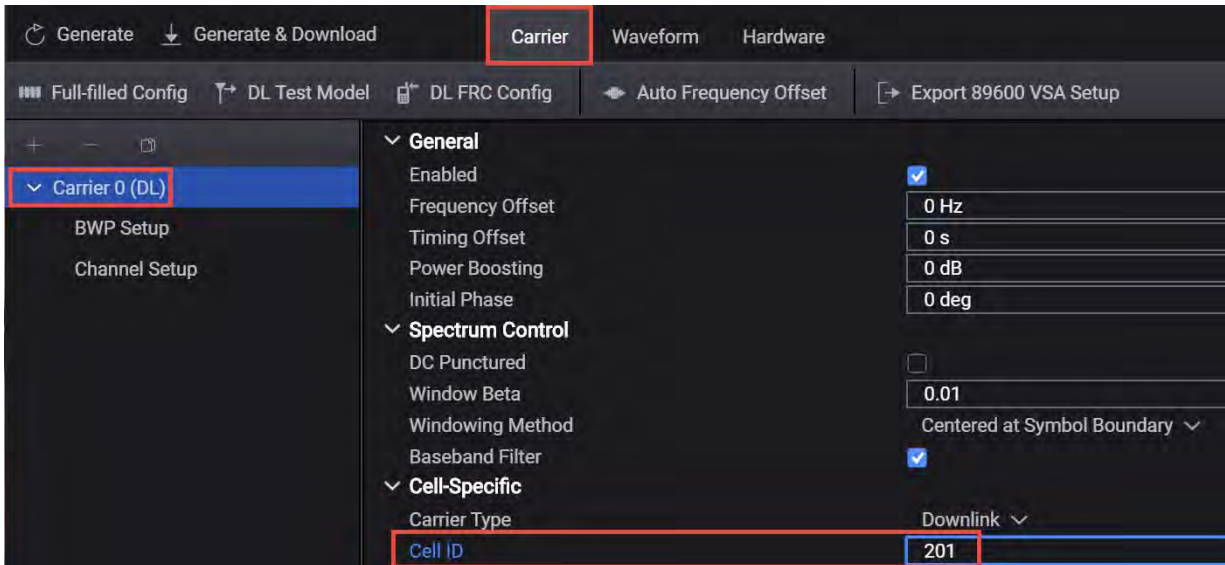 Generate Generate & Download Carrier Waveform Hardware
Full-filled Config DL Test Model DL FRC Config Auto Frequency Offset Export 89600 VSA Setup
Carrier 0 (DL)
BWP Setup
Channel Setup
General
Enabled
Frequency Offset 0 Hz
Timing Offset 0 s
Power Boosting 0 dB
Initial Phase 0 deg
Spectrum Control
DC Punctured
Window Beta 0.01
Windowing Method Centered at Symbol Boundary
Baseband Filter
Cell-Specific
Carrier Type Downlink
Cell ID 201